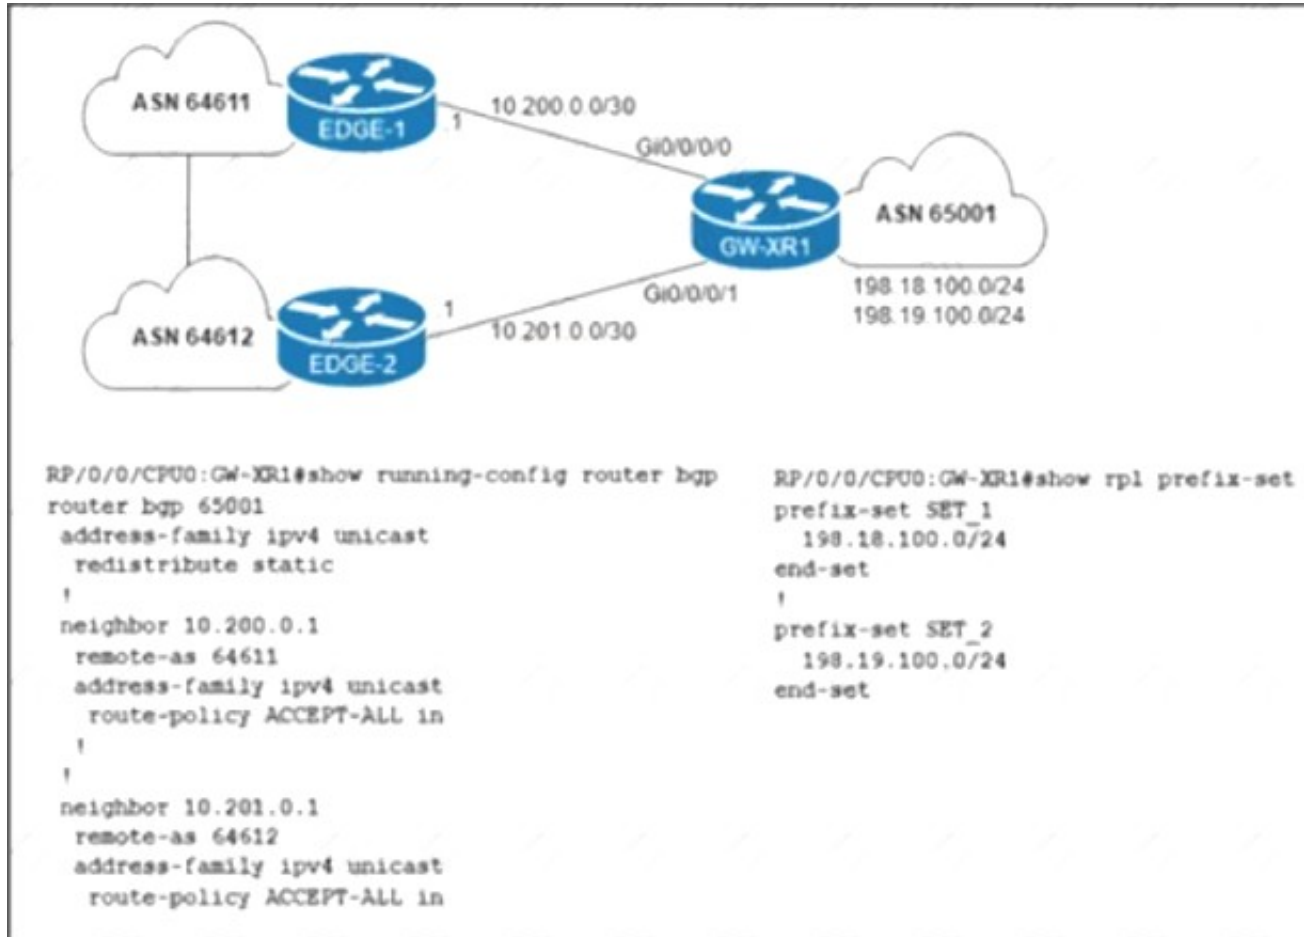 ASN 64611
EDGE-1
.1
10.200.0.0/30
Gi0/0/0/0
ASN 65001
GW-XR1
198.18.100.0/24
198.19.100.0/24
Gi0/0/0/1
.1
10.201.0.0/30
ASN 64612
EDGE-2
RP/0/0/CPU0:GW-XR1#show running-config router bgp
router bgp 65001
address-family ipv4 unicast
redistribute static
!
neighbor 10.200.0.1
remote-as 64611
address-family ipv4 unicast
route-policy ACCEPT-ALL in
!
!
neighbor 10.201.0.1
remote-as 64612
address-family ipv4 unicast
route-policy ACCEPT-ALL in
RP/0/0/CPU0:GW-XR1#show rpl prefix-set
prefix-set SET_1
198.18.100.0/24
end-set
!
prefix-set SET_2
198.19.100.0/24
end-set